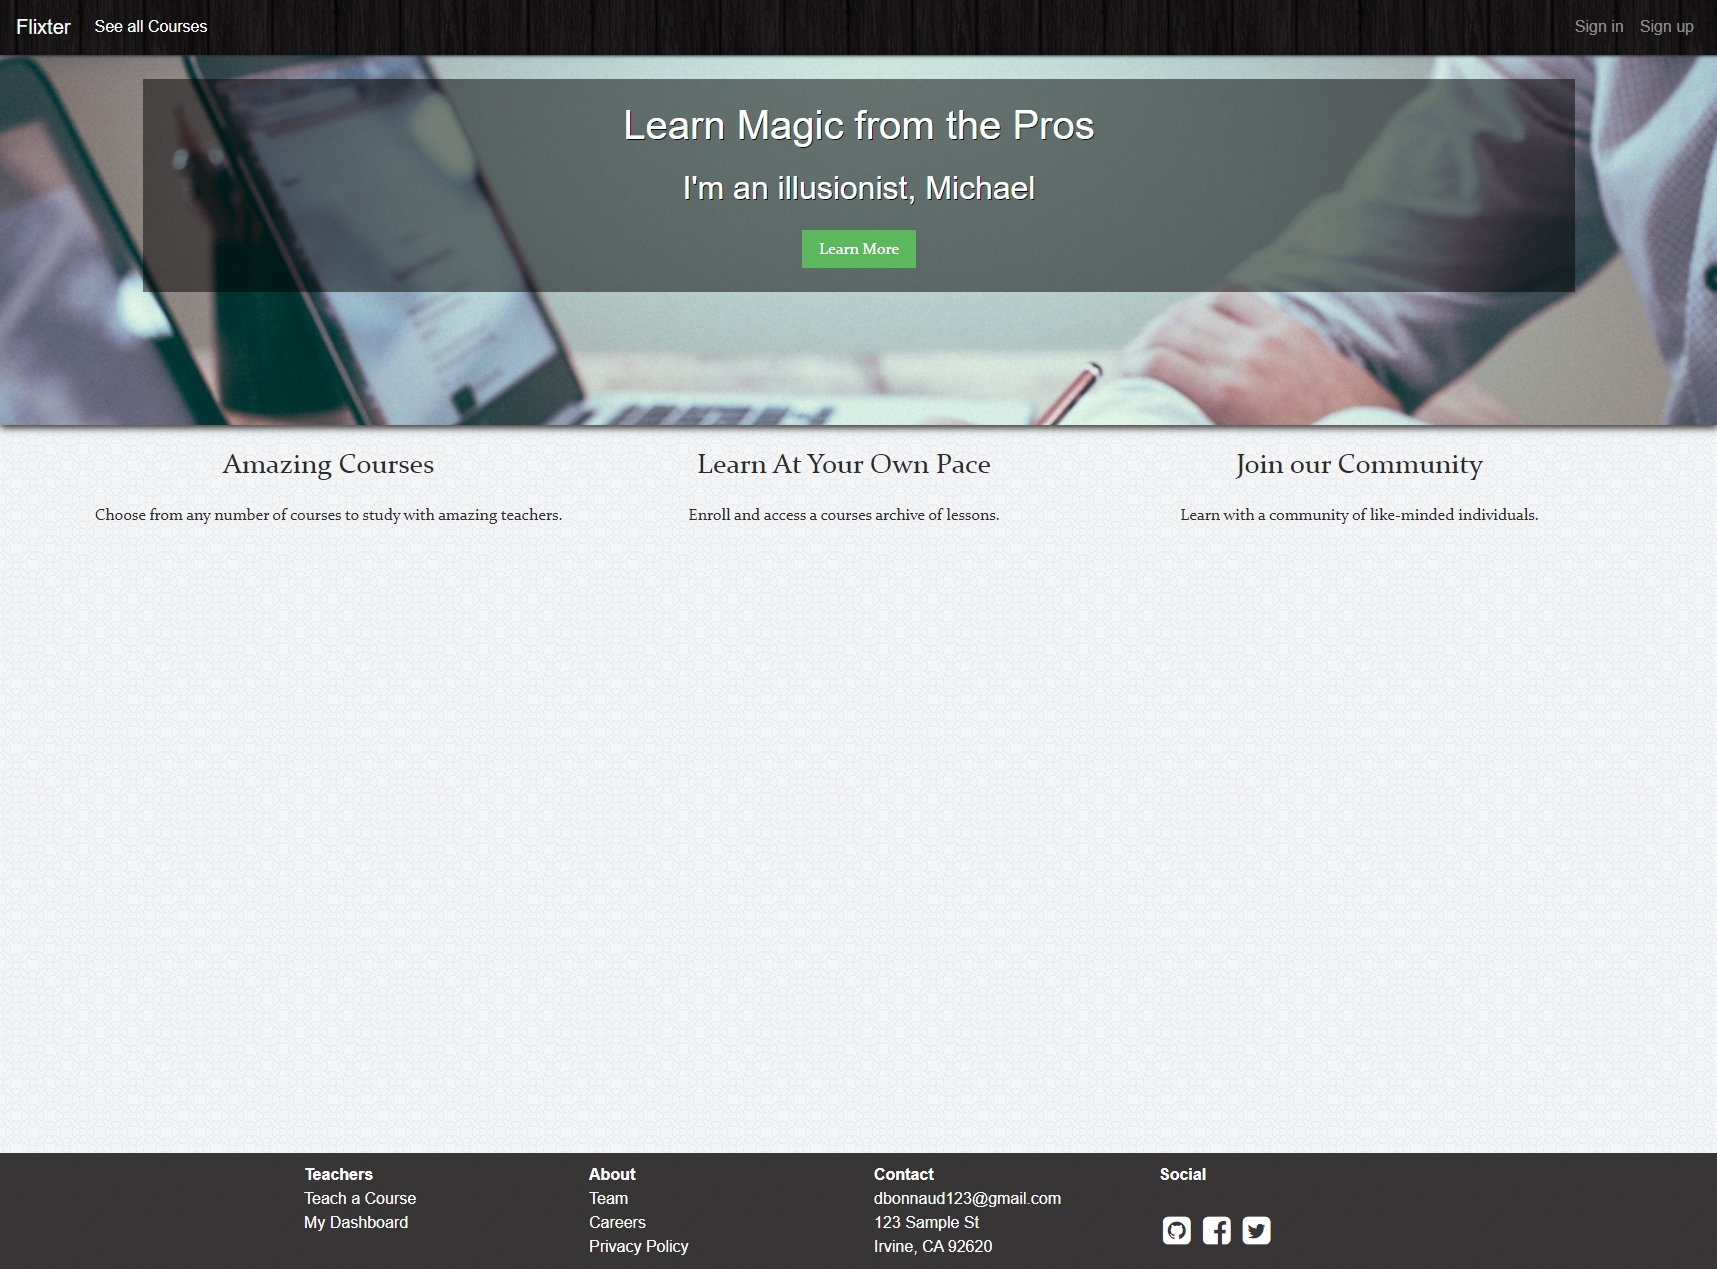 Flixter
See all Courses
Sign in
Sign up
Learn Magic from the Pros
I'm an illusionist, Michael
Learn More
Amazing Courses
Choose from any number of courses to study with amazing teachers.
Learn At Your Own Pace
Enroll and access a courses archive of lessons.
Join our Community
Learn with a community of like-minded individuals.
Teachers
Teach a Course
My Dashboard
About
Team
Careers
Privacy Policy
Contact
dbonnaud123@gmail.com
123 Sample St
Irvine, CA 92620
Social